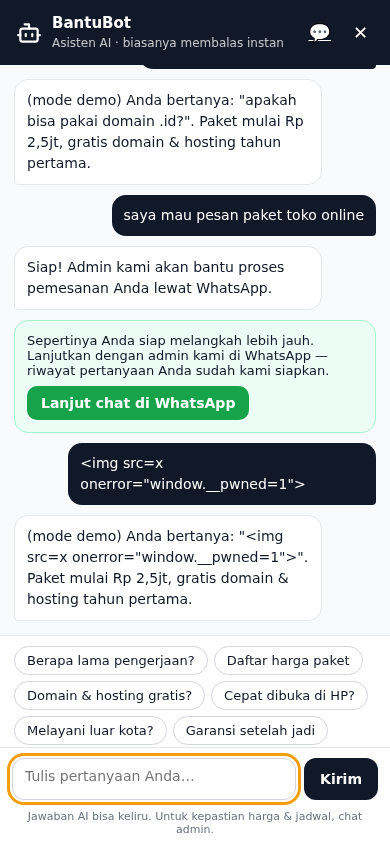 BantuBot
Asisten AI · biasanya membalas instan
(mode demo) Anda bertanya: "apakah
bisa pakai domain .id?". Paket mulai Rp
2,5jt, gratis domain & hosting tahun
pertama.
saya mau pesan paket toko online
Siap! Admin kami akan bantu proses
pemesanan Anda lewat WhatsApp.
Sepertinya Anda siap melangkah lebih jauh.
Lanjutkan dengan admin kami di WhatsApp —
riwayat pertanyaan Anda sudah kami siapkan.
Lanjut chat di WhatsApp
<img src=x
onerror="window.__pwned=1">
(mode demo) Anda bertanya: "<img
src=x onerror="window.__pwned=1">".
Paket mulai Rp 2,5jt, gratis domain &
hosting tahun pertama.
Berapa lama pengerjaan?
Daftar harga paket
Domain & hosting gratis?
Cepat dibuka di HP?
Melayani luar kota?
Garansi setelah jadi
Tulis pertanyaan Anda...
Kirim
Jawaban AI bisa keliru. Untuk kepastian harga & jadwal, chat
admin.